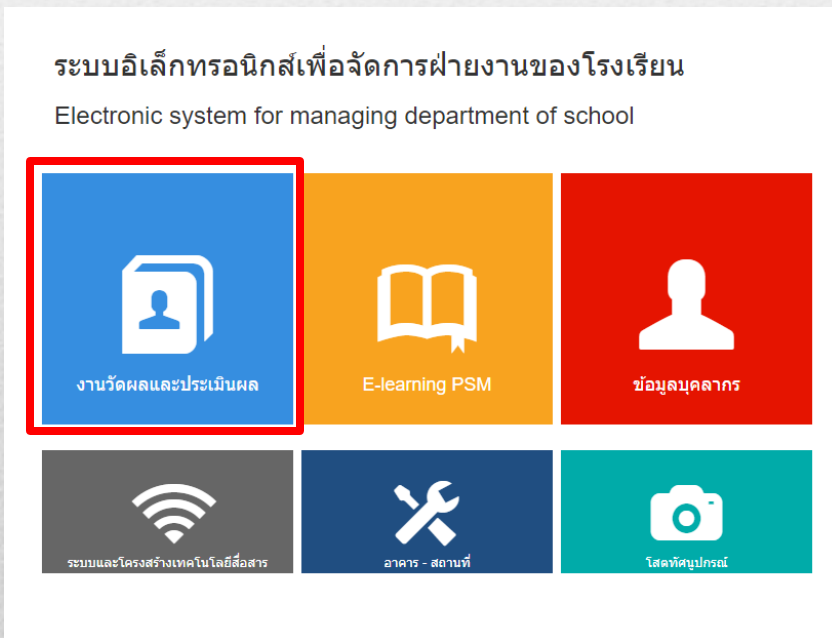 ระบบอิเล็กทรอนิกส์เพื่อจัดการฝ่ายงานของโรงเรียน
Electronic system for managing department of school
งานวัดผลและประเมินผล
E-learning PSM
ข้อมูลบุคลากร
ระบบและโครงสร้างเทคโนโลยีสื่อสาร
อาคาร - สถานที่
โสตทัศนูปกรณ์